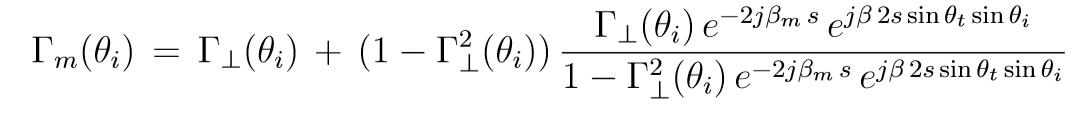 Γ_m(θ_i) = Γ_⊥(θ_i) + (1 − Γ_⊥^2(θ_i)) \frac{Γ_⊥(θ_i) e^{−2jβ_m s} e^{jβ 2s sin θ_t sin θ_i}}{1 − Γ_⊥^2(θ_i) e^{−2jβ_m s} e^{jβ 2s sin θ_t sin θ_i}}